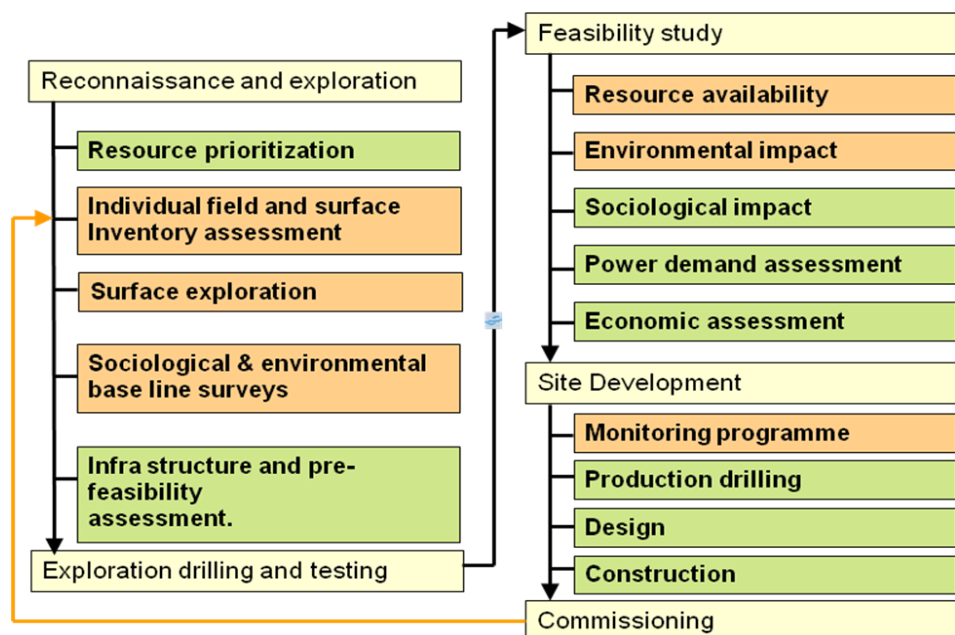 Reconnaissance and exploration
Resource prioritization
Individual field and surface
Inventory assessment
Surface exploration
Sociological & environmental
base line surveys
Infra structure and pre-
feasibility
assessment.
Exploration drilling and testing
Feasibility study
Resource availability
Environmental impact
Sociological impact
Power demand assessment
Economic assessment
Site Development
Monitoring programme
Production drilling
Design
Construction
Commissioning